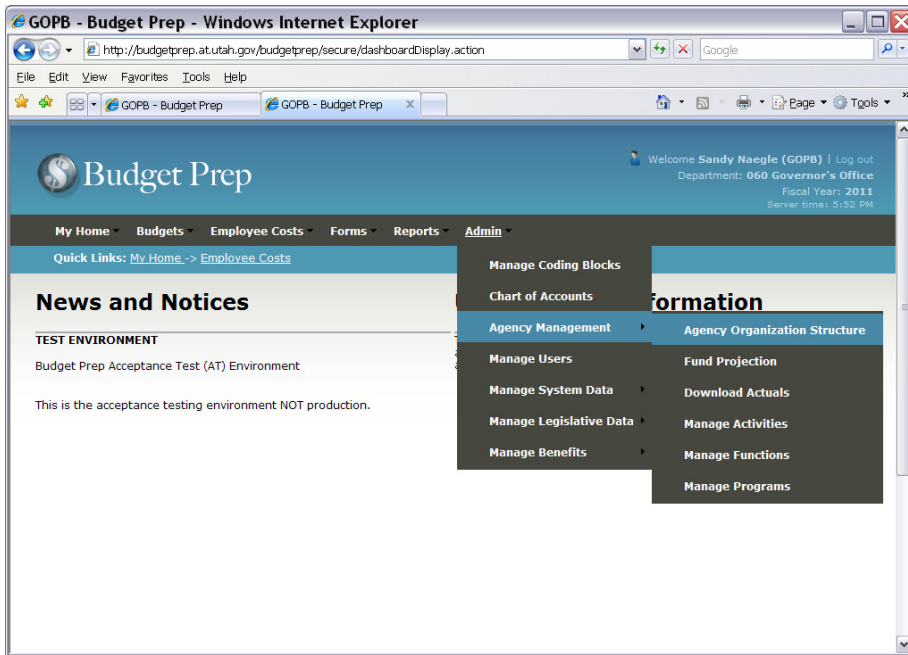 GOPB - Budget Prep - Windows Internet Explorer
http://budgetprep.at.utah.gov/budgetprep/secure/dashboardDisplay.action
Google
File Edit View Favorites Tools Help
GOPB - Budget Prep
GOPB - Budget Prep
Page
Tools
Budget Prep
Welcome Sandy Naegle (GOPB) | Log out
Department: 060 Governor's Office
Fiscal Year: 2011
Server time: 5:52 PM
My Home Budgets Employee Costs Forms Reports Admin
Quick Links: My Home -> Employee Costs
Manage Coding Blocks
Chart of Accounts
Agency Management
Manage Users
Manage System Data
Manage Legislative Data
Manage Benefits
Agency Organization Structure
Fund Projection
Download Actuals
Manage Activities
Manage Functions
Manage Programs
News and Notices
formation
TEST ENVIRONMENT
Budget Prep Acceptance Test (AT) Environment
This is the acceptance testing environment NOT production.